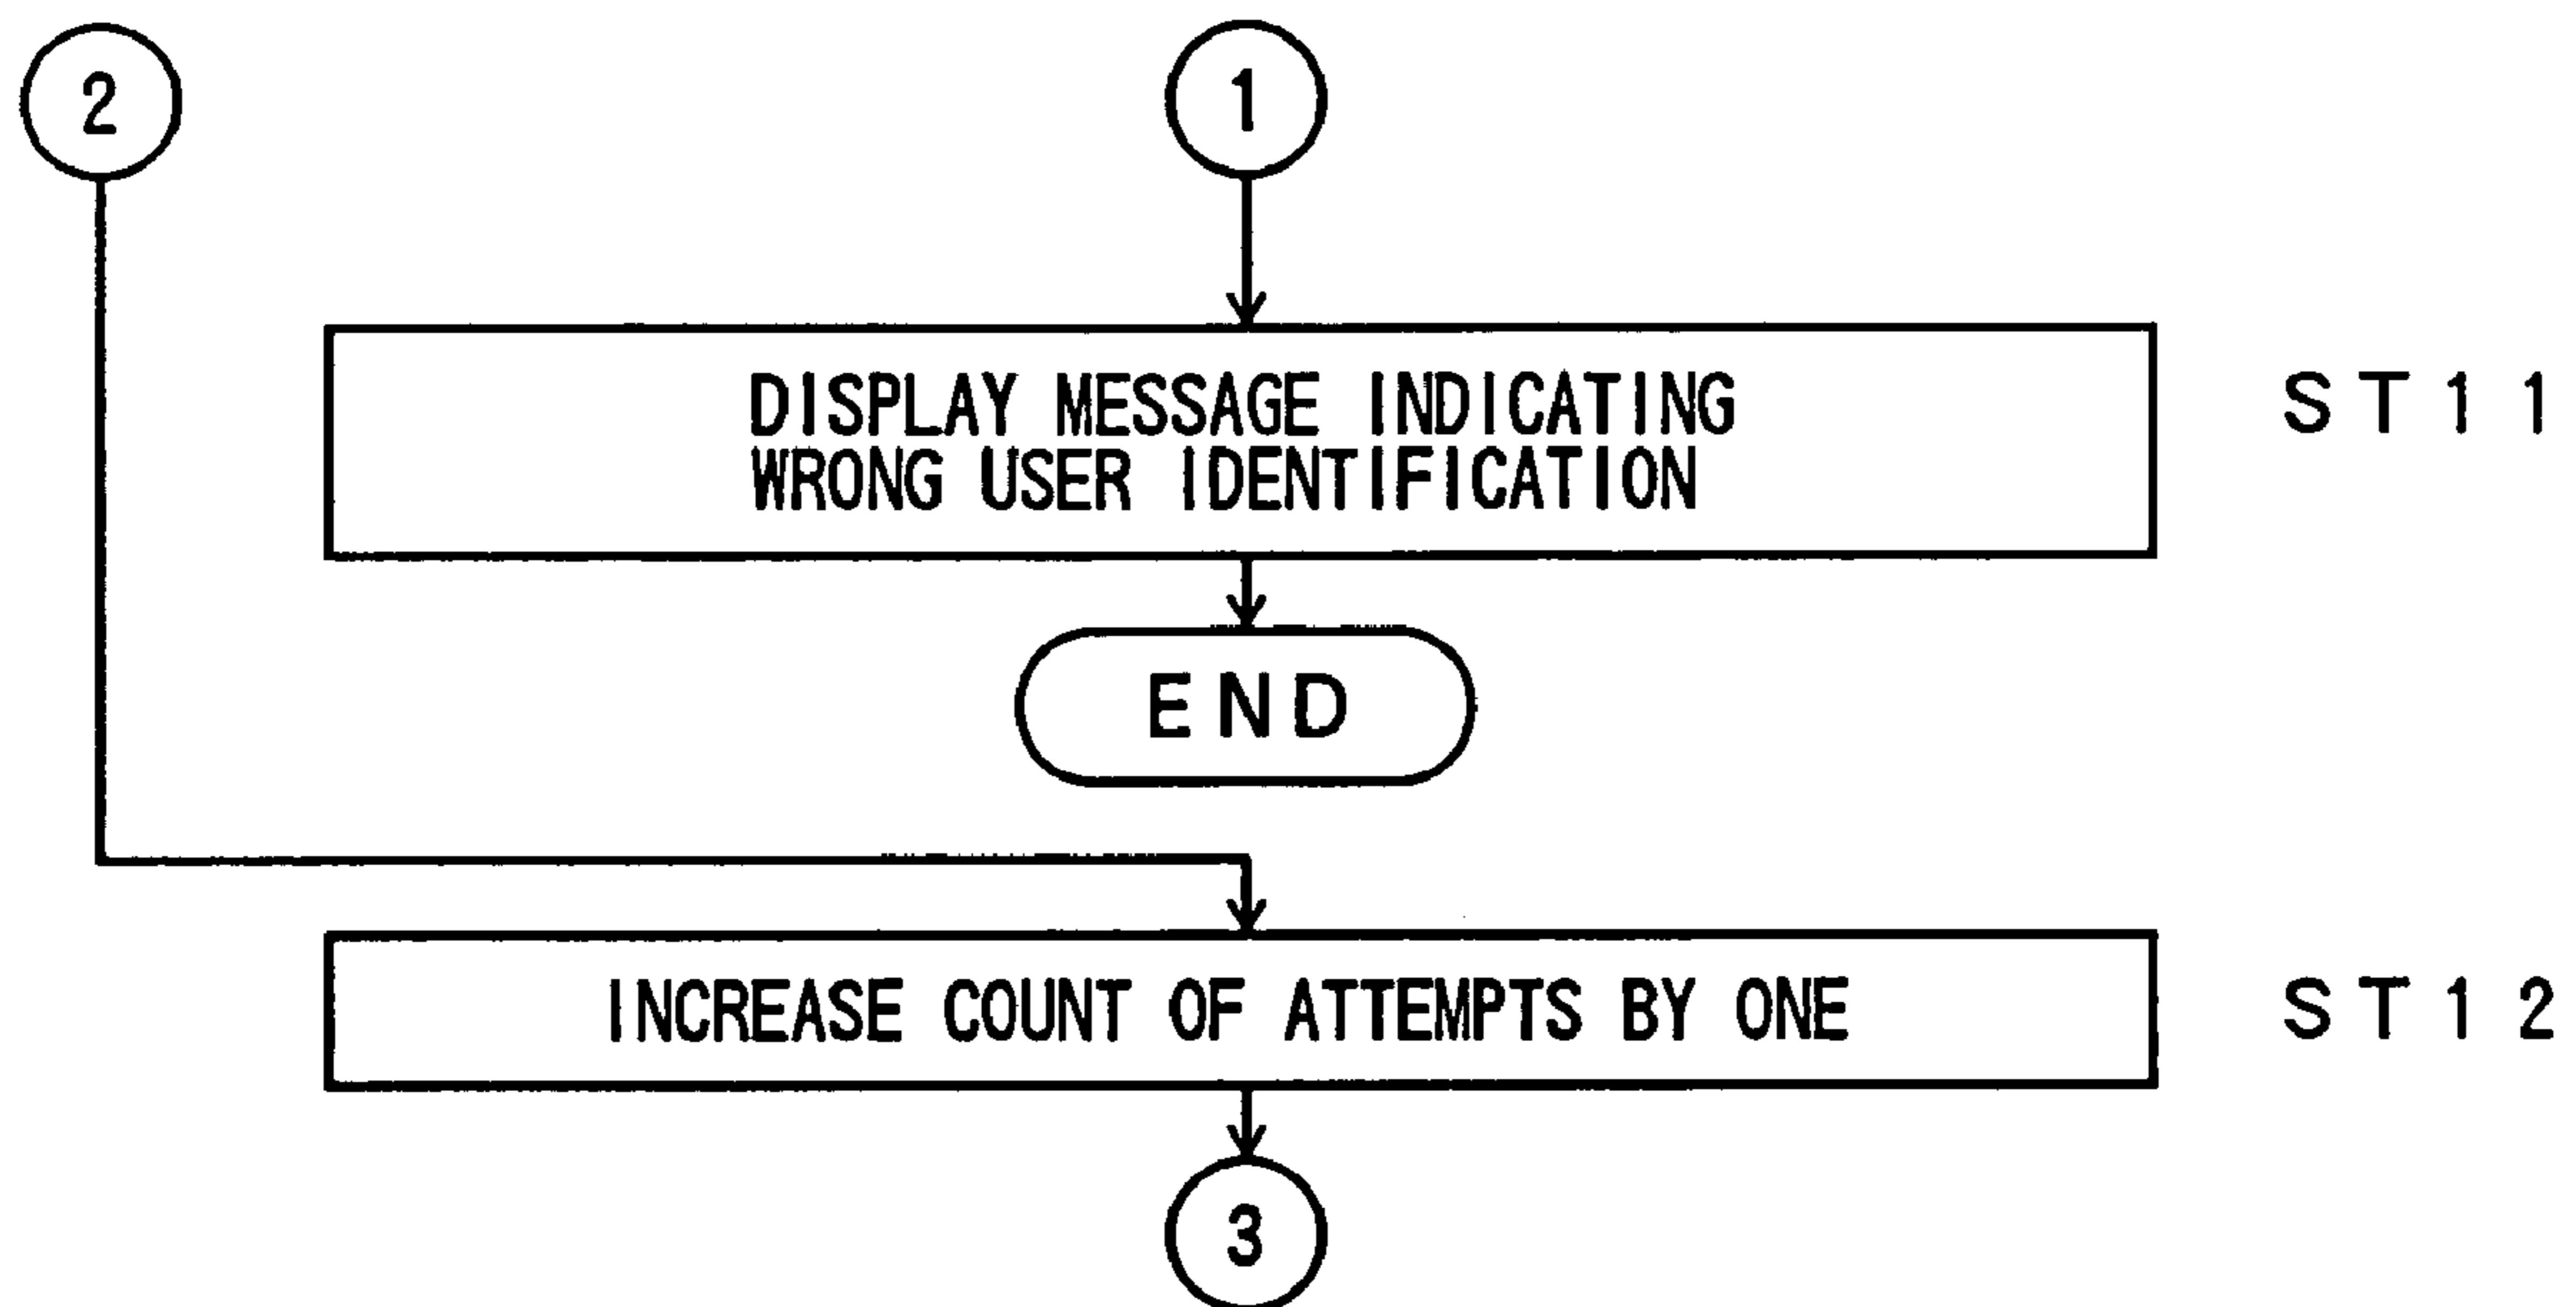 2
1
DISPLAY MESSAGE INDICATING
WRONG USER IDENTIFICATION
ST11
END
INCREASE COUNT OF ATTEMPTS BY ONE
ST12
3